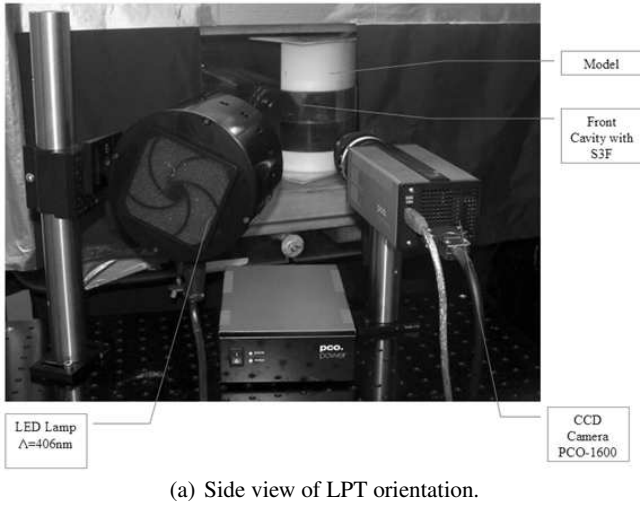 Model
Front
Cavity with
S3F
pco.
pco.
power
LED Lamp
Λ=406nm
CCD
Camera
PCO-1600
(a) Side view of LPT orientation.